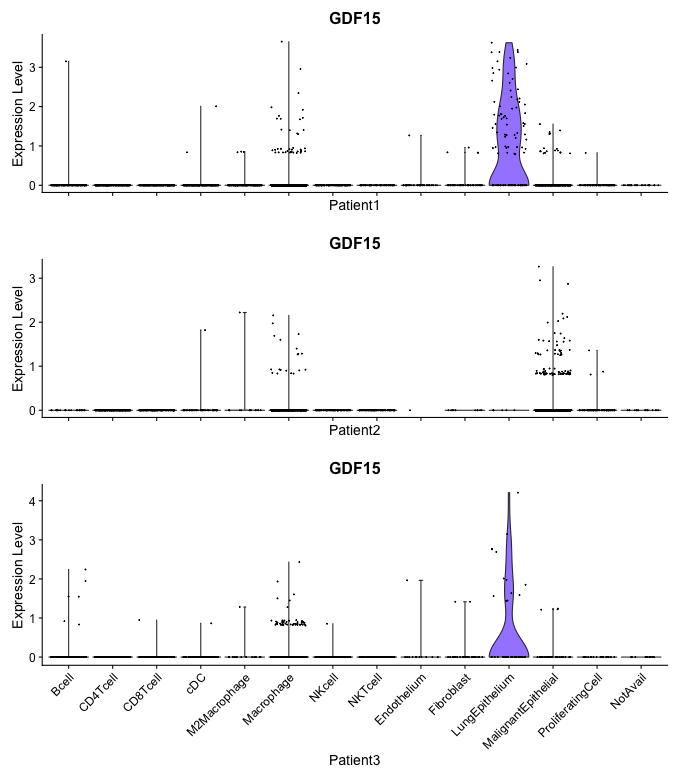 GDF15
Expression Level
3
2
1
0
Patient1
GDF15
Expression Level
3
2
1
0
Patient2
GDF15
Expression Level
4
3
2
1
0
Bcell
CD4Tcell
CD8Tcell
cDC
M2Macrophage
Macrophage
NKcell
NKTcell
Endothelium
Fibroblast
LungEpithelium
MalignantEpithelial
ProliferatingCell
NotAvail
Patient3